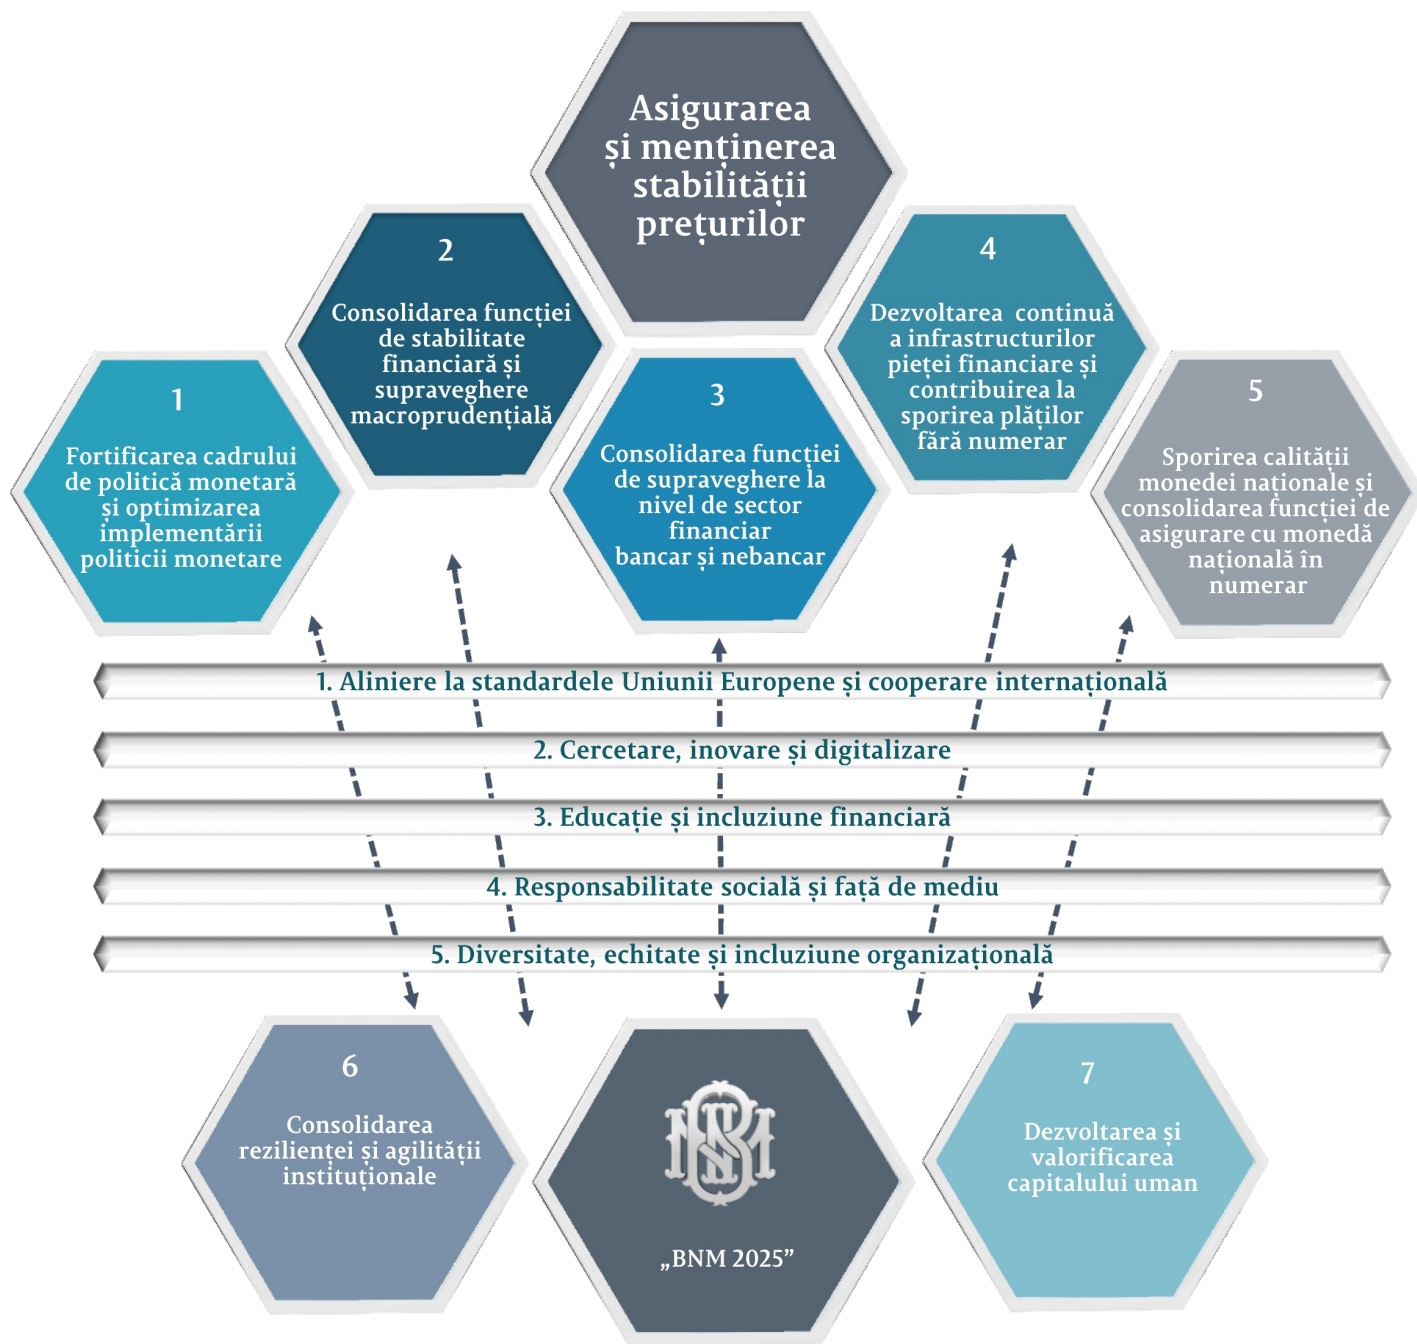 Asigurarea
și menținerea
stabilității
prețurilor
1
Fortificarea cadrului
de politică monetară
și optimizarea
implementării
politicii monetare
2
Consolidarea funcției
de stabilitate
financiară și
supraveghere
macroprudențială
3
Consolidarea funcției
de supraveghere la
nivel de sector
financiar
bancar și nebancar
4
Dezvoltarea continuă
a infrastructurilor
pieței financiare și
contribuirea la
sporirea plăților
fără numerar
5
Sporirea calității
monedei naționale și
consolidarea funcției de
asigurare cu monedă
națională în
numerar
1. Aliniere la standardele Uniunii Europene și cooperare internațională
2. Cercetare, inovare și digitalizare
3. Educație și incluziune financiară
4. Responsabilitate socială și față de mediu
5. Diversitate, echitate și incluziune organizațională
6
Consolidarea
rezilienței și agilității
instituționale
BNM
„BNM 2025”
7
Dezvoltarea și
valorificarea
capitalului uman